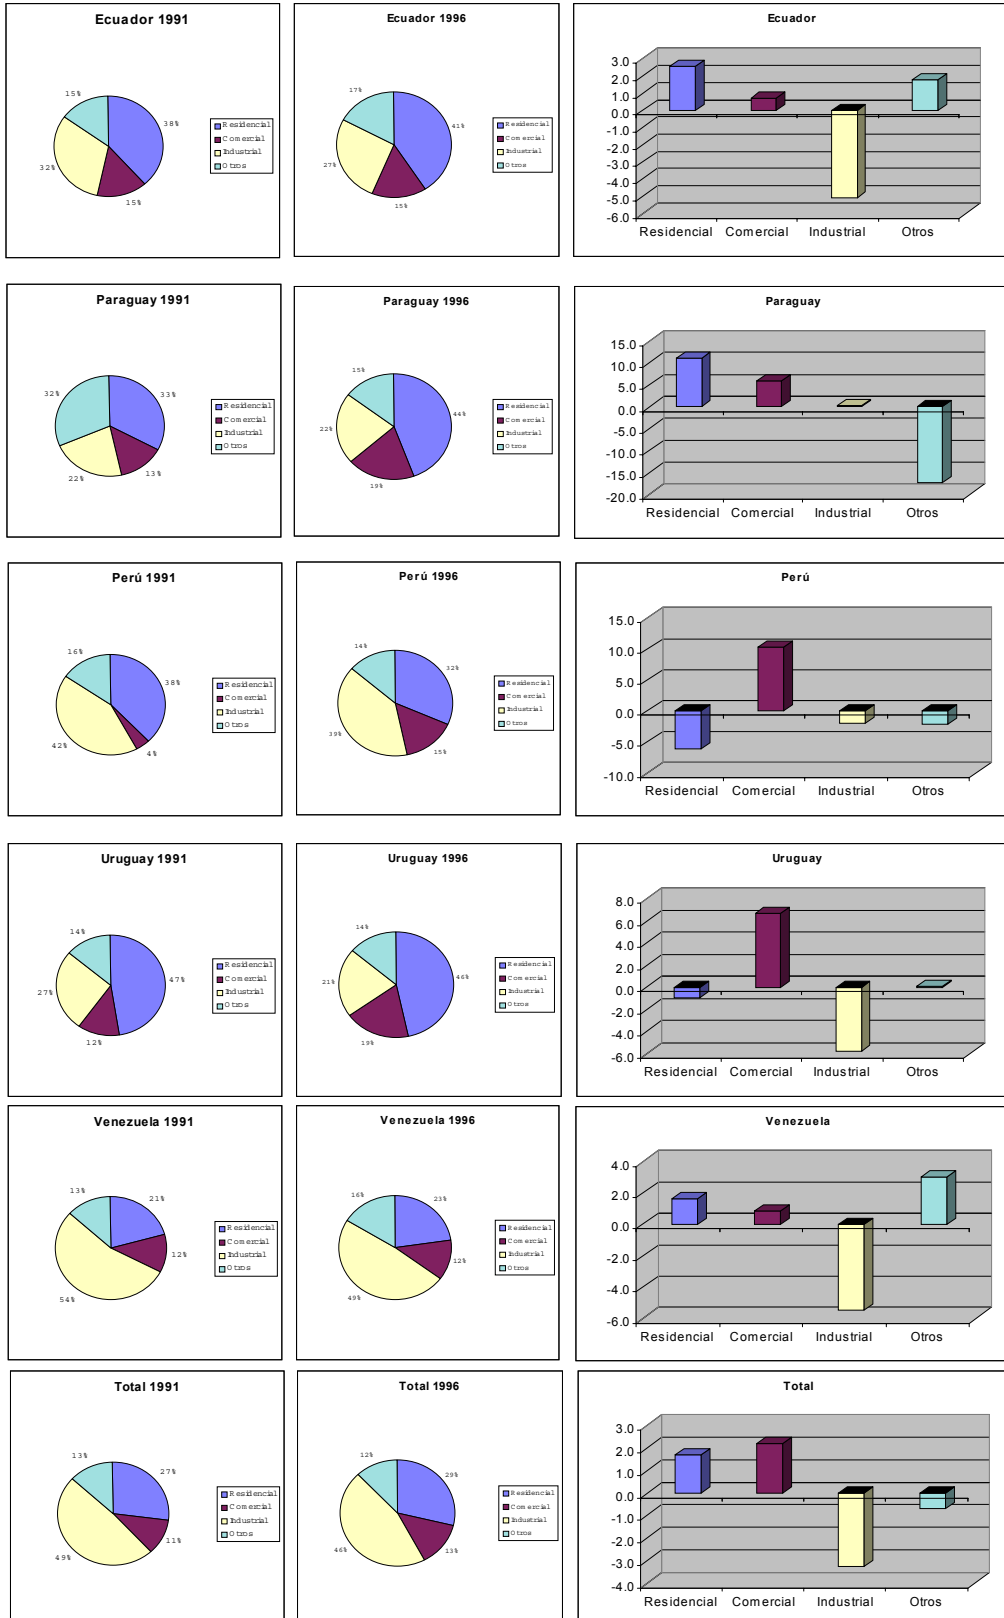 Ecuador 1991
15%
38%
32%
15%
Residencial
Comercial
Industrial
Otros
Ecuador 1996
17%
41%
27%
15%
Residencial
Comercial
Industrial
Otros
Ecuador
3.0
2.0
1.0
0.0
-1.0
-2.0
-3.0
-4.0
-5.0
-6.0
Residencial Comercial Industrial Otros
Paraguay 1991
32%
33%
22%
13%
Residencial
Comercial
Industrial
Otros
Paraguay 1996
15%
44%
22%
19%
Residencial
Comercial
Industrial
Otros
Paraguay
15.0
10.0
5.0
0.0
-5.0
-10.0
-15.0
-20.0
Residencial Comercial Industrial Otros
Perú 1991
16%
38%
42%
4%
Residencial
Comercial
Industrial
Otros
Perú 1996
14%
32%
39%
15%
Residencial
Comercial
Industrial
Otros
Perú
15.0
10.0
5.0
0.0
-5.0
-10.0
Residencial Comercial Industrial Otros
Uruguay 1991
14%
47%
27%
12%
Residencial
Comercial
Industrial
Otros
Uruguay 1996
14%
46%
21%
19%
Residencial
Comercial
Industrial
Otros
Uruguay
8.0
6.0
4.0
2.0
0.0
-2.0
-4.0
-6.0
Residencial Comercial Industrial Otros
Venezuela 1991
13%
21%
12%
54%
Residencial
Comercial
Industrial
Otros
Venezuela 1996
16%
23%
12%
49%
Residencial
Comercial
Industrial
Otros
Venezuela
4.0
2.0
0.0
-2.0
-4.0
-6.0
Residencial Comercial Industrial Otros
Total 1991
13%
27%
11%
49%
Residencial
Comercial
Industrial
Otros
Total 1996
12%
29%
46%
13%
Residencial
Comercial
Industrial
Otros
Total
3.0
2.0
1.0
0.0
-1.0
-2.0
-3.0
-4.0
Residencial Comercial Industrial Otros